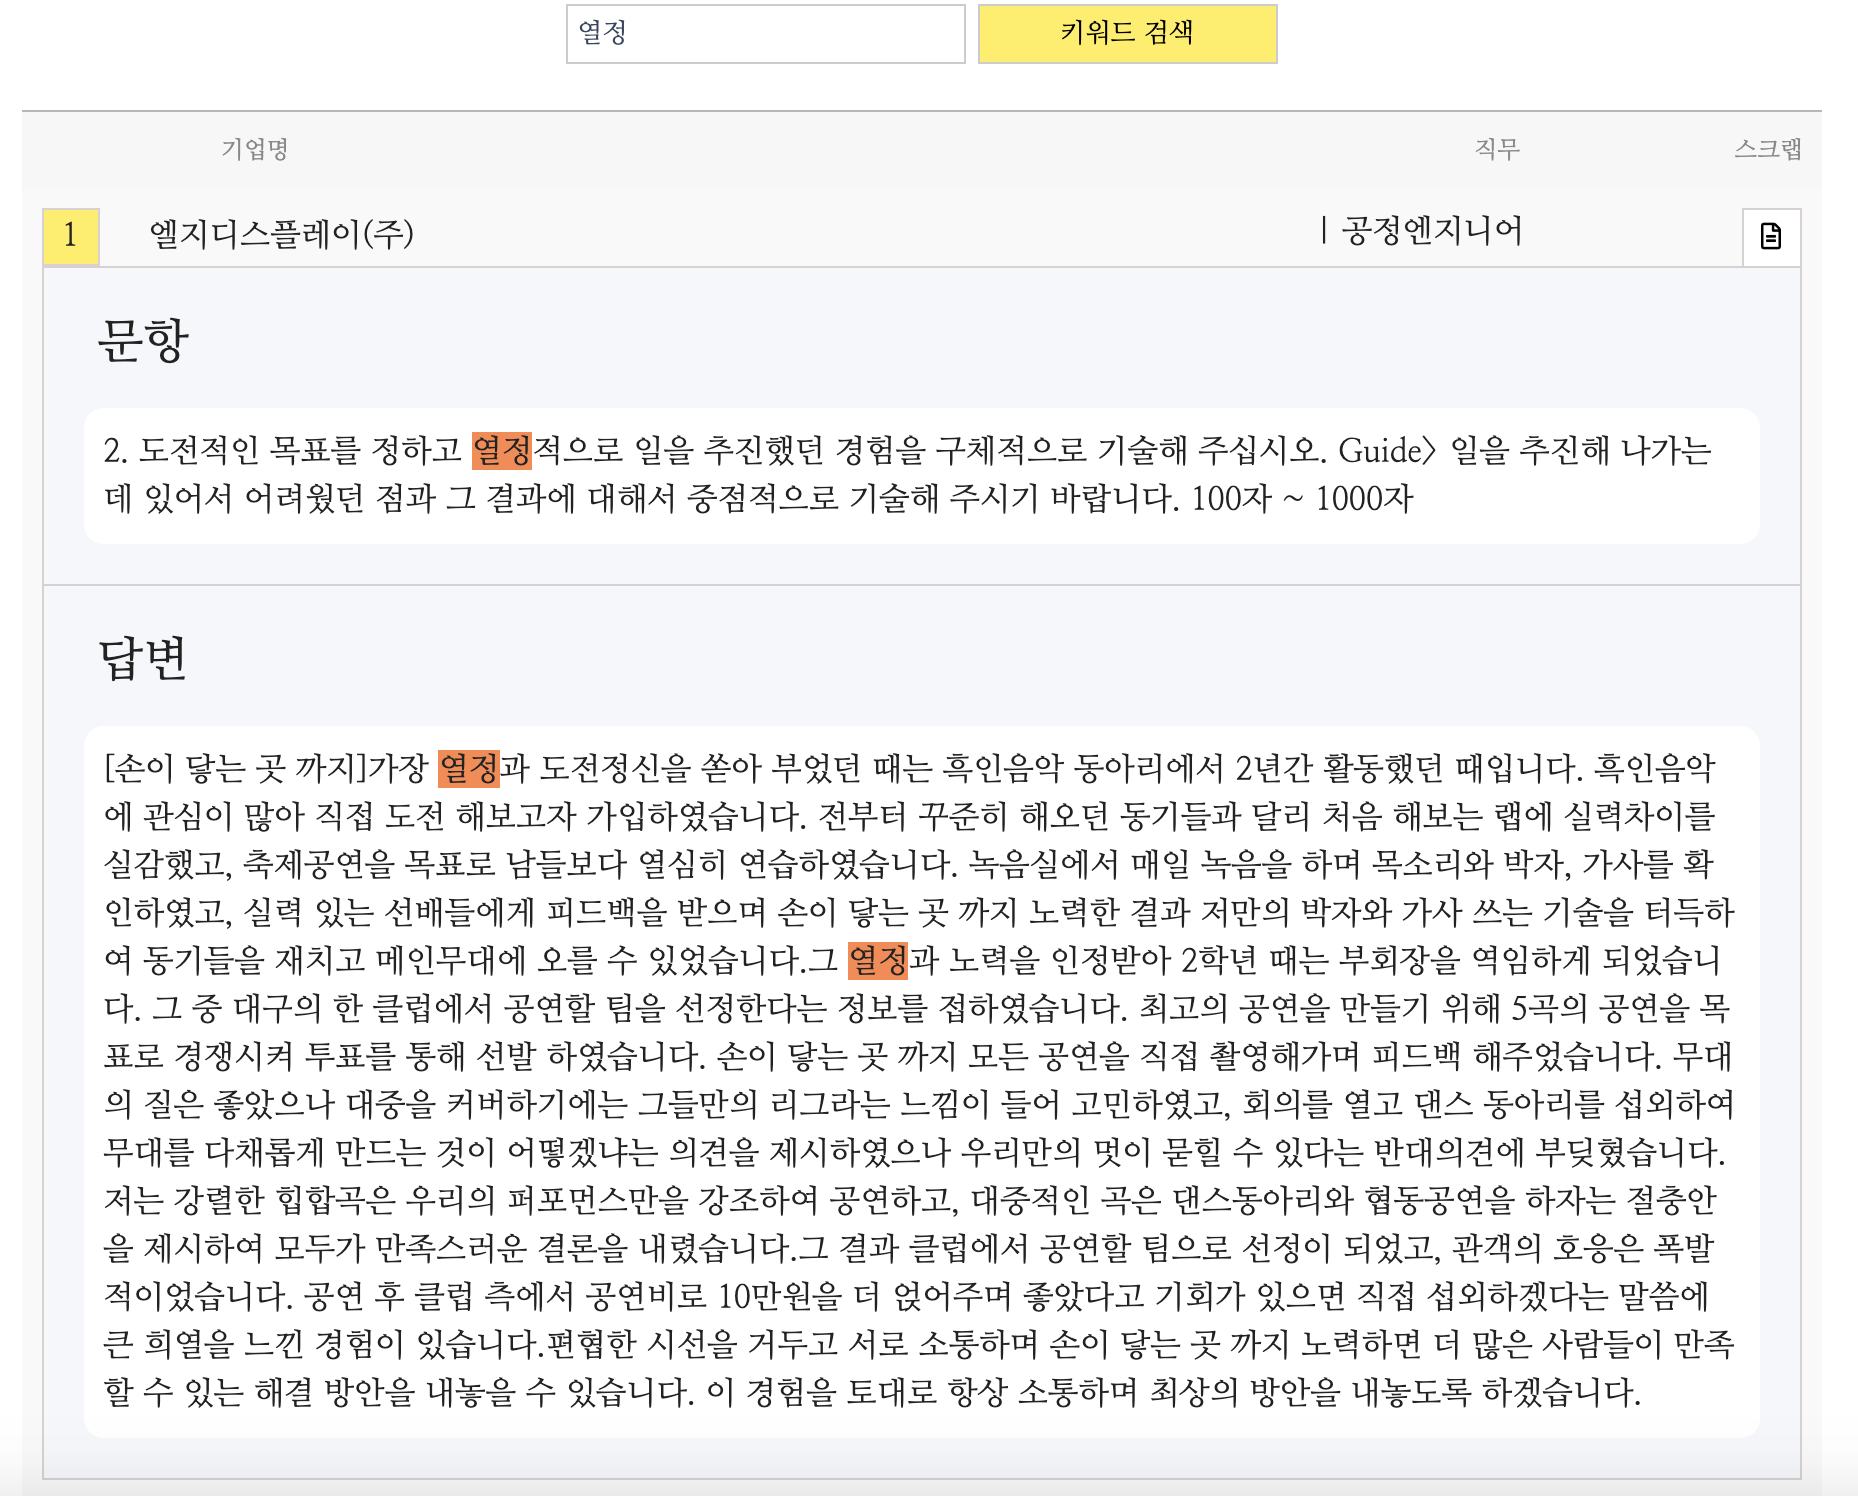 열정
키워드 검색
기업명 직무 스크랩
1 엘지디스플레이(주) | 공정엔지니어
문항
2. 도전적인 목표를 정하고 열정적으로 일을 추진했던 경험을 구체적으로 기술해 주십시오. Guide> 일을 추진해 나가는
데 있어서 어려웠던 점과 그 결과에 대해서 중점적으로 기술해 주시기 바랍니다. 100자 ~ 1000자
답변
[손이 닿는 곳 까지]가장 열정과 도전정신을 쏟아 부었던 때는 흑인음악 동아리에서 2년간 활동했던 때입니다. 흑인음악
에 관심이 많아 직접 도전 해보고자 가입하였습니다. 전부터 꾸준히 해오던 동기들과 달리 처음 해보는 랩에 실력차이를
실감했고, 축제공연을 목표로 남들보다 열심히 연습하였습니다. 녹음실에서 매일 녹음을 하며 목소리와 박자, 가사를 확
인하였고, 실력 있는 선배들에게 피드백을 받으며 손이 닿는 곳 까지 노력한 결과 저만의 박자와 가사 쓰는 기술을 터득하
여 동기들을 재치고 메인무대에 오를 수 있었습니다.그 열정과 노력을 인정받아 2학년 때는 부회장을 역임하게 되었습니
다. 그 중 대구의 한 클럽에서 공연할 팀을 선정한다는 정보를 접하였습니다. 최고의 공연을 만들기 위해 5곡의 공연을 목
표로 경쟁시켜 투표를 통해 선발 하였습니다. 손이 닿는 곳 까지 모든 공연을 직접 촬영해가며 피드백 해주었습니다. 무대
의 질은 좋았으나 대중을 커버하기에는 그들만의 리그라는 느낌이 들어 고민하였고, 회의를 열고 댄스 동아리를 섭외하여
무대를 다채롭게 만드는 것이 어떻겠냐는 의견을 제시하였으나 우리만의 멋이 묻힐 수 있다는 반대의견에 부딪혔습니다.
저는 강렬한 힙합곡은 우리의 퍼포먼스만을 강조하여 공연하고, 대중적인 곡은 댄스동아리와 협동공연을 하자는 절충안
을 제시하여 모두가 만족스러운 결론을 내렸습니다.그 결과 클럽에서 공연할 팀으로 선정이 되었고, 관객의 호응은 폭발
적이었습니다. 공연 후 클럽 측에서 공연비로 10만원을 더 얹어주며 좋았다고 기회가 있으면 직접 섭외하겠다는 말씀에
큰 희열을 느낀 경험이 있습니다.편협한 시선을 거두고 서로 소통하며 손이 닿는 곳 까지 노력하면 더 많은 사람들이 만족
할 수 있는 해결 방안을 내놓을 수 있습니다. 이 경험을 토대로 항상 소통하며 최상의 방안을 내놓도록 하겠습니다.